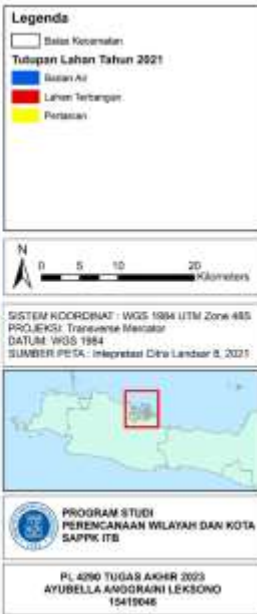 Legenda
Batas Kecamatan
Tutupan Lahan Tahun 2021
Badan Air
Lahan Terbangun
Pertanian
N
0 5 10 20
Kilometers
SISTEM KOORDINAT : WGS 1984 UTM Zone 48S
PROJEKSI: Transverse Mercator
DATUM: WGS 1984
SUMBER PETA : Intepretasi Citra Landsat 8, 2021
PROGRAM STUDI
PERENCANAAN WILAYAH DAN KOTA
SAPPK ITB
PL 4290 TUGAS AKHIR 2023
AYUBELLA ANGGRAINI LEKSONO
15419046